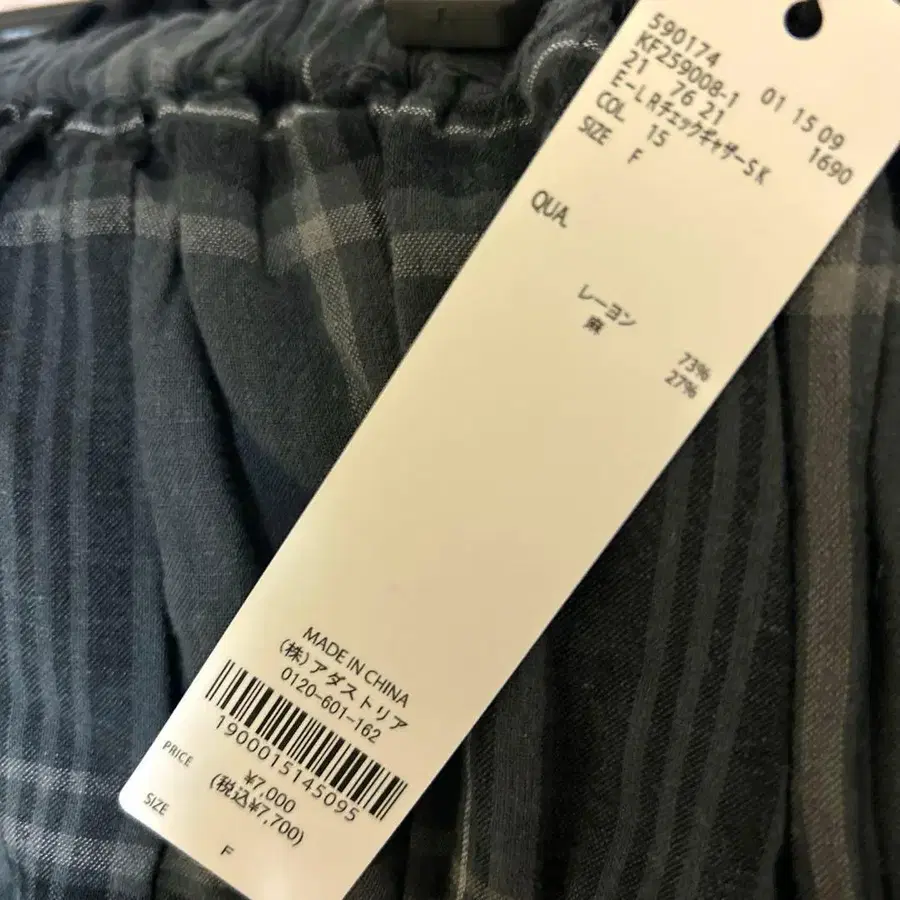 590174
KF259008-1 01 15 09
21 76 21 1690
E-LRチェックギャザーSK
COL 15
SIZE F
QUA.
レーヨン 73%
麻 27%
MADE IN CHINA
(株)アダストリア
0120-601-162
1900015145095
PRICE ¥7,000
(税込¥7,700)
SIZE F